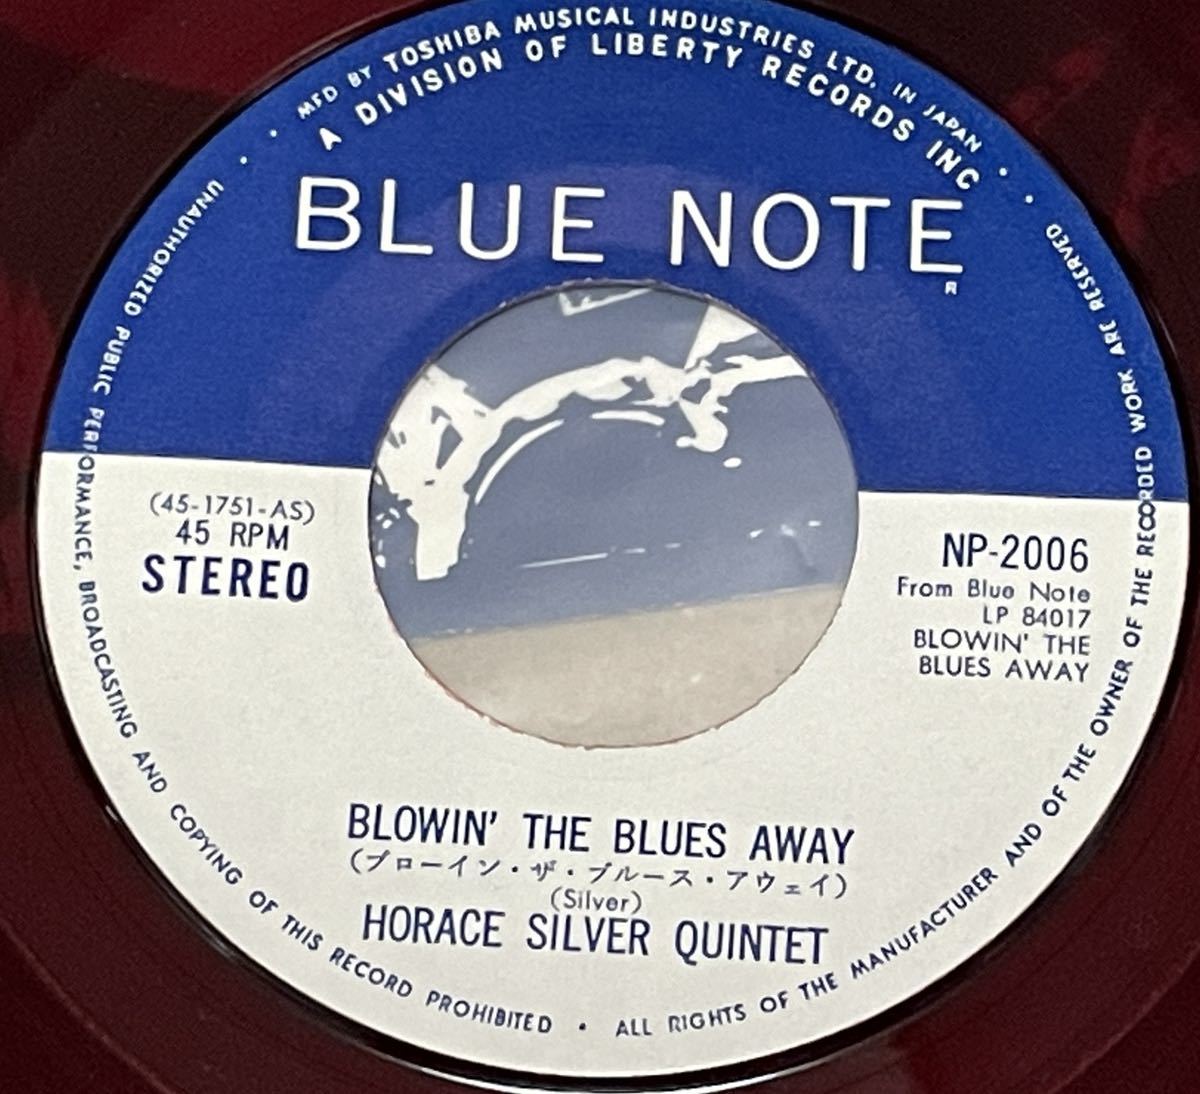 MFD BY TOSHIBA MUSICAL INDUSTRIES LTD. IN JAPAN
A DIVISION OF LIBERTY RECORDS INC
BLUE NOTE
R
(45-1751-AS)
45 RPM
STEREO
NP-2006
From Blue Note
LP 84017
BLOWIN' THE
BLUES AWAY
BLOWIN' THE BLUES AWAY
(ブローイン・ザ・ブルース・アウェイ)
(Silver)
HORACE SILVER QUINTET
UNAUTHORIZED PUBLIC PERFORMANCE, BROADCASTING AND COPYING OF THIS RECORD PROHIBITED • ALL RIGHTS OF THE MANUFACTURER AND OF THE OWNER OF THE RECORDED WORK ARE RESERVED